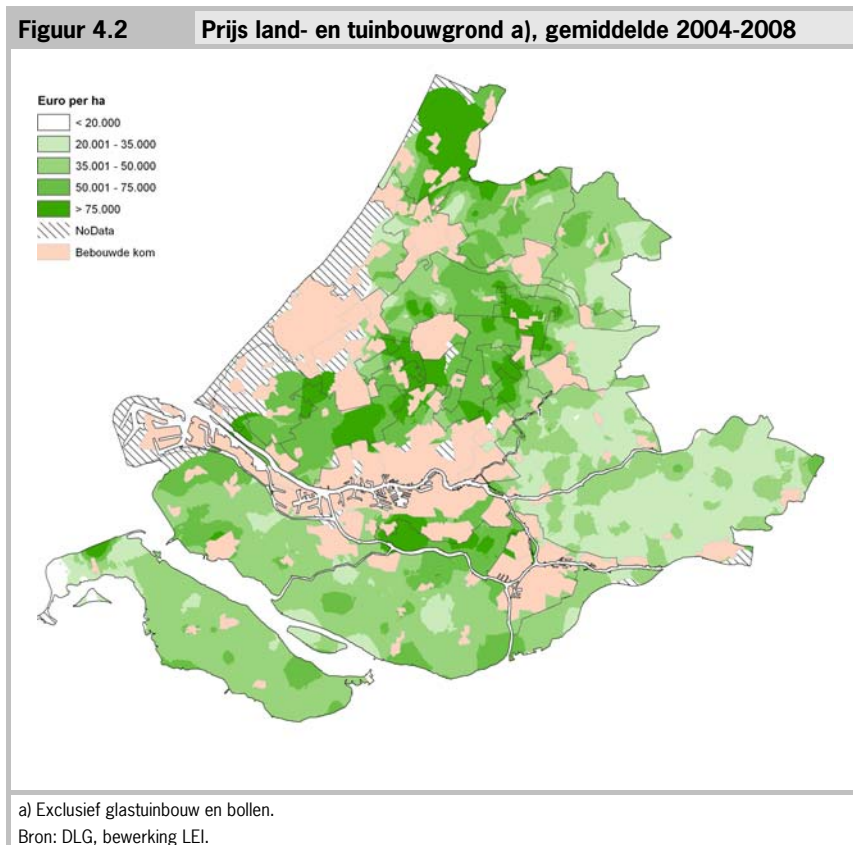 Figuur 4.2 Prijs land- en tuinbouwgrond a), gemiddelde 2004-2008
Euro per ha
< 20.000
20.001 - 35.000
35.001 - 50.000
50.001 - 75.000
> 75.000
NoData
Bebouwde kom
a) Exclusief glastuinbouw en bollen.
Bron: DLG, bewerking LEI.